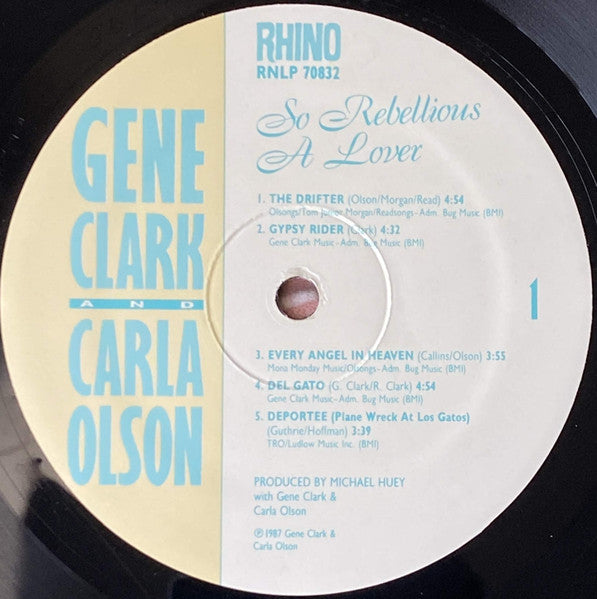 RHINO
RNLP 70832
GENE
CLARK
AND
CARLA
OLSON
So Rebellious
A Lover
1. THE DRIFTER (Olson/Morgan/Read) 4:54
Olsongs/Tom Junior Morgan/Readsongs-Adm. Bug Music (BMI)
2. GYPSY RIDER (Clark) 4:32
Gene Clark Music-Adm. Bug Music (BMI)
1
3. EVERY ANGEL IN HEAVEN (Callins/Olson) 3:55
Mona Monday Music/Olsongs-Adm. Bug Music (BMI)
4. DEL GATO (G. Clark/R. Clark) 4:54
Gene Clark Music-Adm. Bug Music (BMI)
5. DEPORTEE (Plane Wreck At Los Gatos)
(Guthrie/Hoffman) 3:39
TRO/Ludlow Music Inc. (BMI)
PRODUCED BY MICHAEL HUEY
with Gene Clark &
Carla Olson
℗ 1987 Gene Clark &
Carla Olson